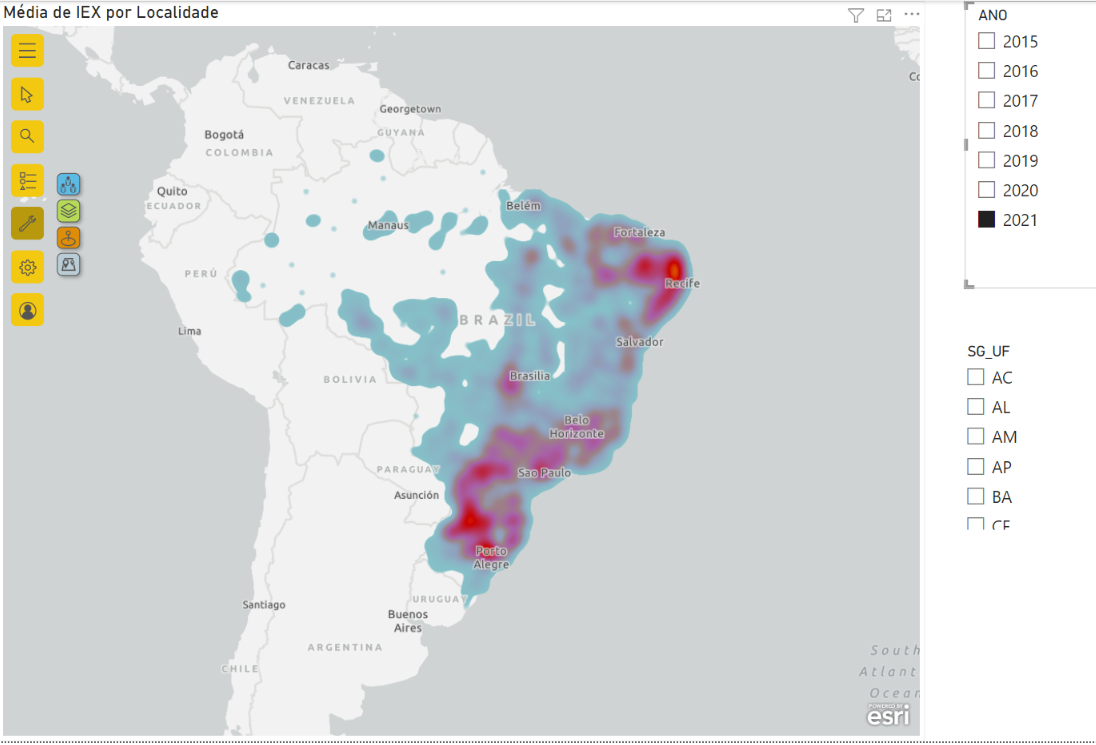 Média de IEX por Localidade
ANO
2015
2016
2017
2018
2019
2020
2021
SG_UF
AC
AL
AM
AP
BA
CE
Caracas
VENEZUELA
Georgetown
GUYANA
Bogotá
COLOMBIA
Quito
ECUADOR
Belém
Manaus
Fortaleza
PERÚ
Recife
Lima
BRAZIL
Salvador
BOLIVIA
Brasilia
Belo
Horizonte
PARAGUAY
Sao Paulo
Asunción
Porto
Alegre
Santiago
URUGUAY
Buenos
Aires
ARGENTINA
CHILE
South
Atlant
Ocean
POWERED BY
esri